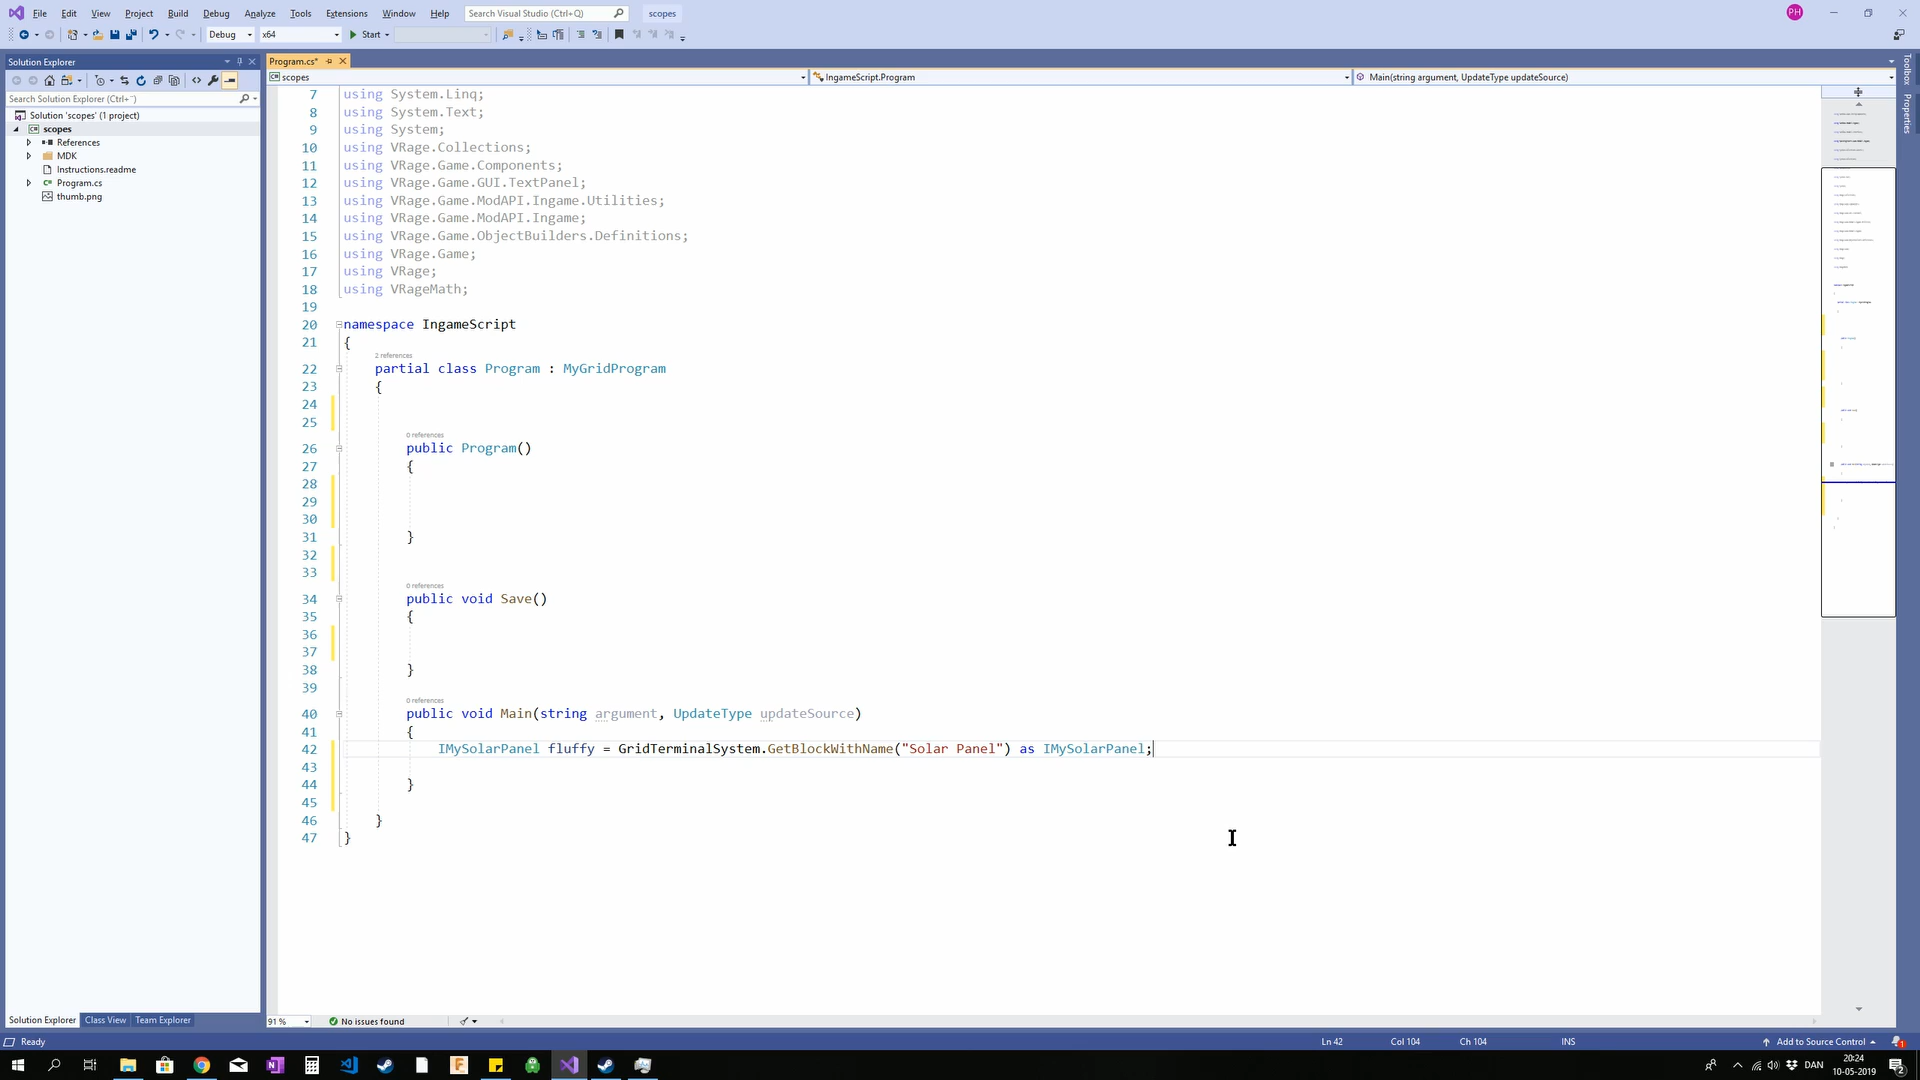 File Edit View Project Build Debug Analyze Tools Extensions Window Help Search Visual Studio (Ctrl+Q) scopes PH
Debug x64 Start
Solution Explorer
Search Solution Explorer (Ctrl+¨)
Solution 'scopes' (1 project)
scopes
References
MDK
Instructions.readme
Program.cs
thumb.png
Program.cs*
scopes IngameScript.Program Main(string argument, UpdateType updateSource)
7 using System.Linq;
8 using System.Text;
9 using System;
10 using VRage.Collections;
11 using VRage.Game.Components;
12 using VRage.Game.GUI.TextPanel;
13 using VRage.Game.ModAPI.Ingame.Utilities;
14 using VRage.Game.ModAPI.Ingame;
15 using VRage.Game.ObjectBuilders.Definitions;
16 using VRage.Game;
17 using VRage;
18 using VRageMath;
19
20 namespace IngameScript
21 {
2 references
22 partial class Program : MyGridProgram
23 {
24
25
0 references
26 public Program()
27 {
28
29
30
31 }
32
33
0 references
34 public void Save()
35 {
36
37
38 }
39
0 references
40 public void Main(string argument, UpdateType updateSource)
41 {
42 IMySolarPanel fluffy = GridTerminalSystem.GetBlockWithName("Solar Panel") as IMySolarPanel;
43
44 }
45
46 }
47 }
Toolbox
Properties
Solution Explorer Class View Team Explorer
91 % No issues found
Ready Ln 42 Col 104 Ch 104 INS Add to Source Control 1
DAN 20:24
10-05-2019 2